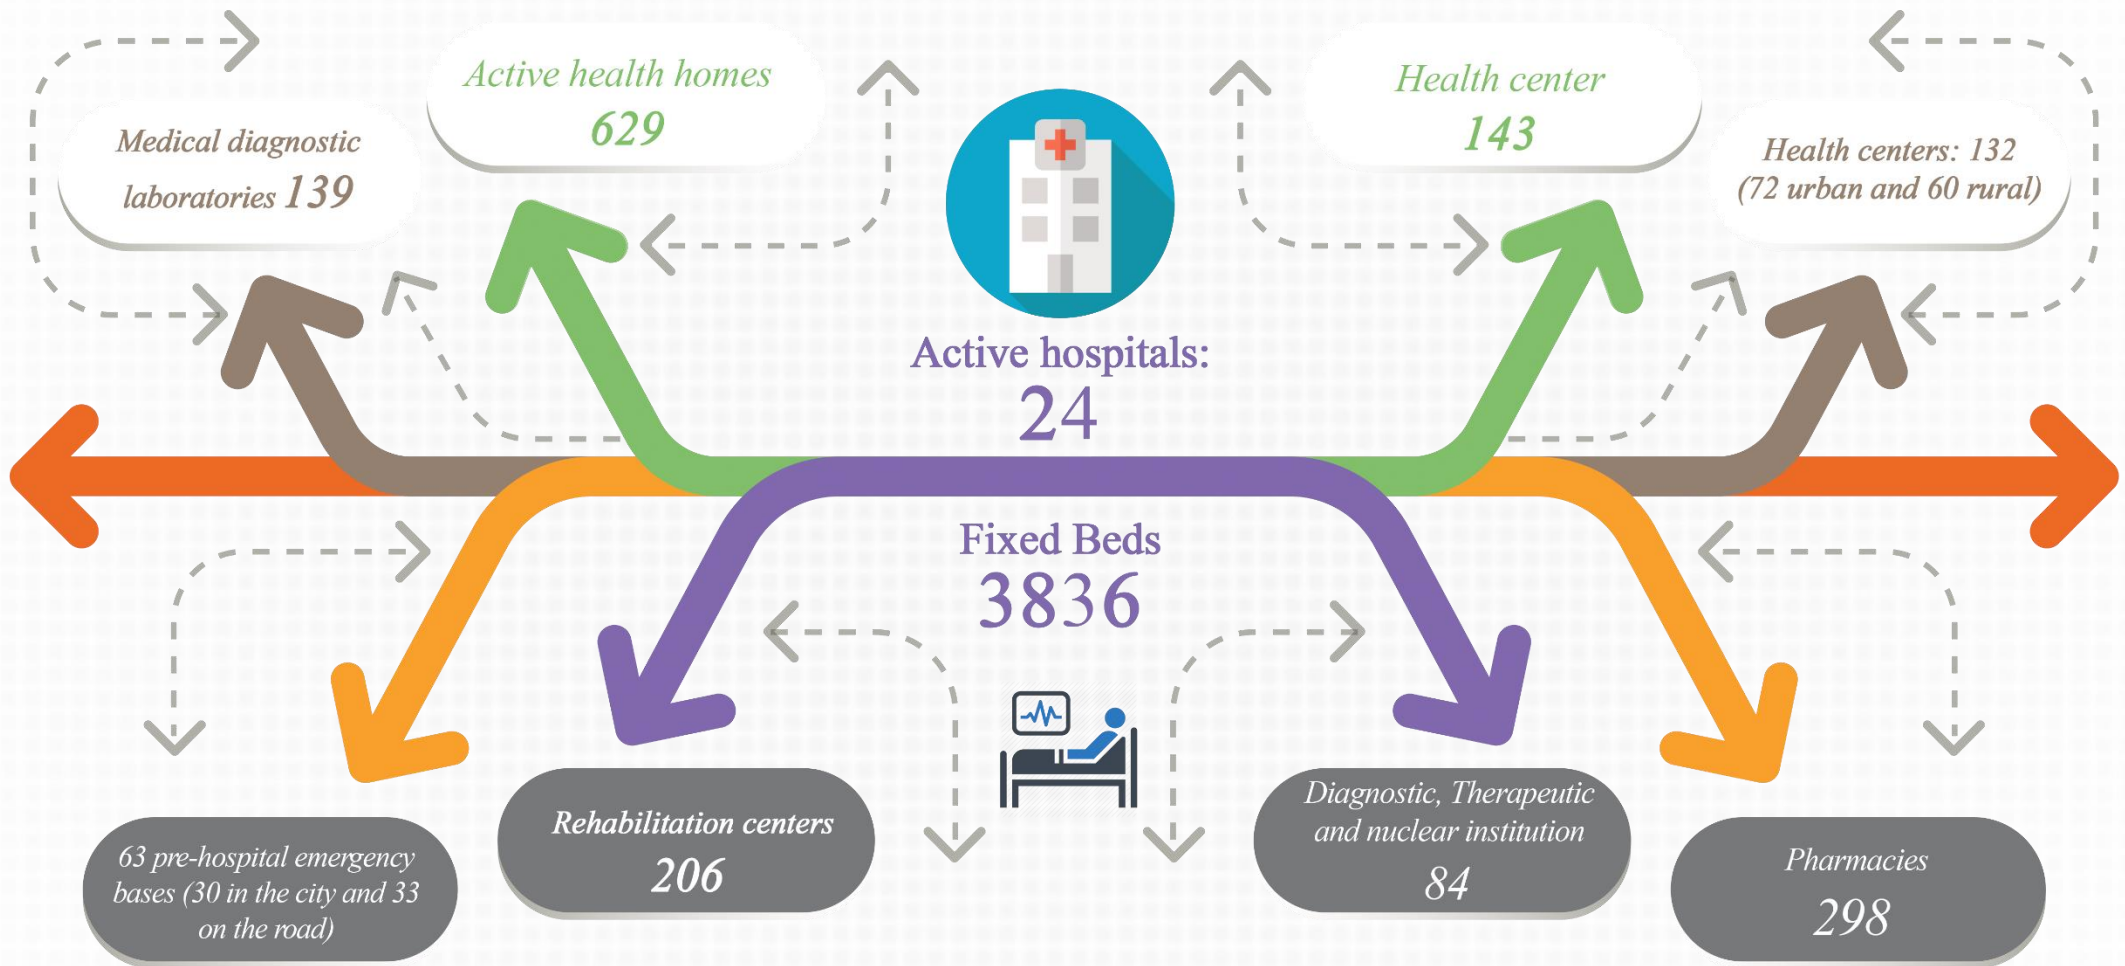 Medical diagnostic
laboratories 139
Active health homes
629
Health center
143
Health centers: 132
(72 urban and 60 rural)
Active hospitals:
24
Fixed Beds
3836
63 pre-hospital emergency
bases (30 in the city and 33
on the road)
Rehabilitation centers
206
Diagnostic, Therapeutic
and nuclear institution
84
Pharmacies
298